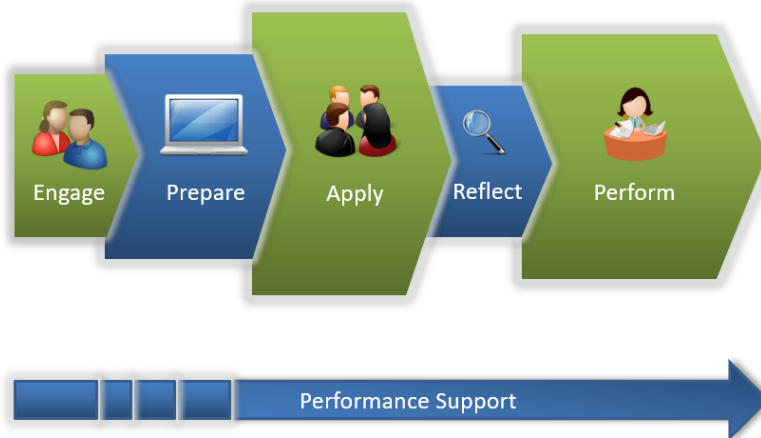 Engage
Prepare
Apply
Reflect
Perform
Performance Support